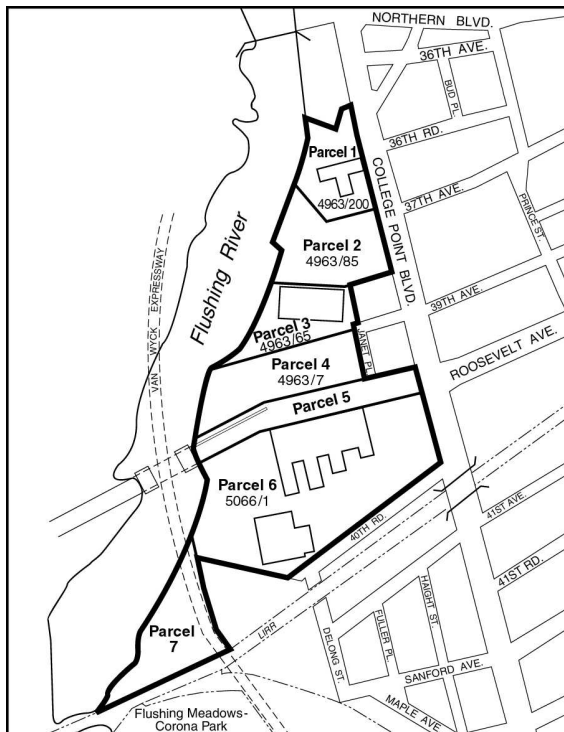 NORTHERN BLVD.
36TH AVE.
BUD PL.
36TH RD.
Parcel 1
COLLEGE POINT BLVD.
37TH AVE.
4963/200
PRINCE ST.
Parcel 2
4963/85
Flushing River
VAN WYCK EXPRESSWAY
39TH AVE.
Parcel 3
4963/65
JANET PL.
ROOSEVELT AVE.
Parcel 4
4963/7
Parcel 5
Parcel 6
5066/1
40TH RD.
41ST AVE
41ST RD.
LIRR
HAIGHT ST.
FULLER PL.
DELONG ST.
Parcel
7
SANFORD AVE.
MAPLE AVE.
Flushing Meadows-
Corona Park